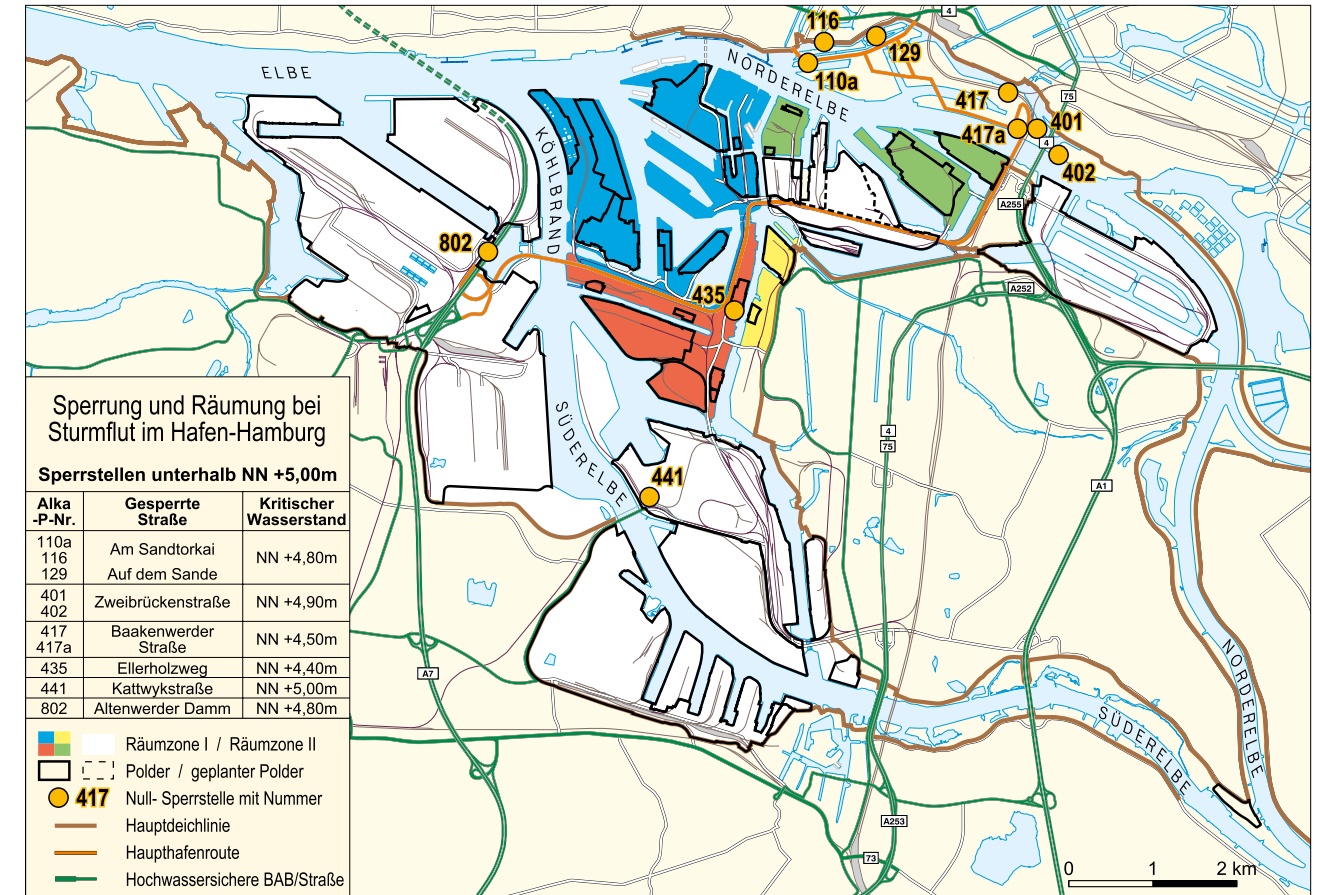 ELBE
KÖHLBRAND
NORDERELBE
116
129
110a
417
417a
401
402
4
75
4
A255
A252
802
435
441
SÜDERELBE
4
75
A1
A7
A253
73
SÜDERELBE
NORDERELBE
0 1 2 km
Sperrung und Räumung bei
Sturmflut im Hafen-Hamburg
Sperrstellen unterhalb NN +5,00m
Alka Gesperrte Kritischer
-P-Nr. Straße Wasserstand
110a
116 Am Sandtorkai NN +4,80m
129 Auf dem Sande
401
402 Zweibrückenstraße NN +4,90m
417 Baakenwerder NN +4,50m
417a Straße
435 Ellerholzweg NN +4,40m
441 Kattwykstraße NN +5,00m
802 Altenwerder Damm NN +4,80m
Räumzone I / Räumzone II
Polder / geplanter Polder
417 Null- Sperrstelle mit Nummer
Hauptdeichlinie
Haupthafenroute
Hochwassersichere BAB/Straße